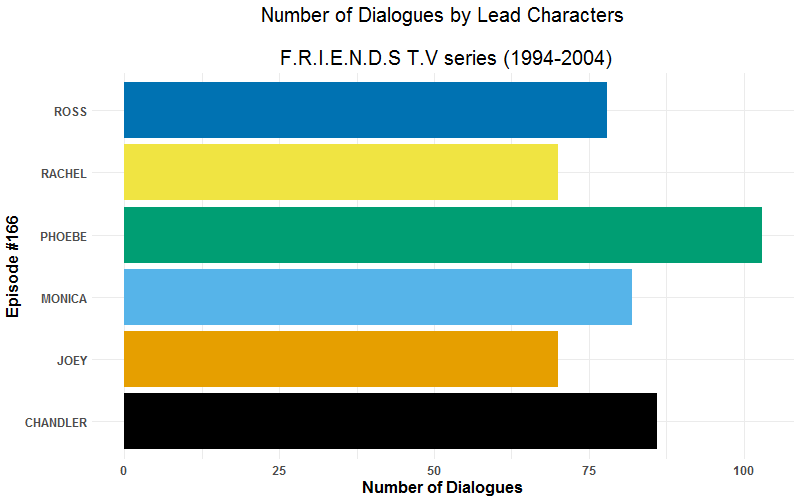 Number of Dialogues by Lead Characters
F.R.I.E.N.D.S T.V series (1994-2004)
Episode #166
ROSS
RACHEL
PHOEBE
MONICA
JOEY
CHANDLER
0 25 50 75 100
Number of Dialogues